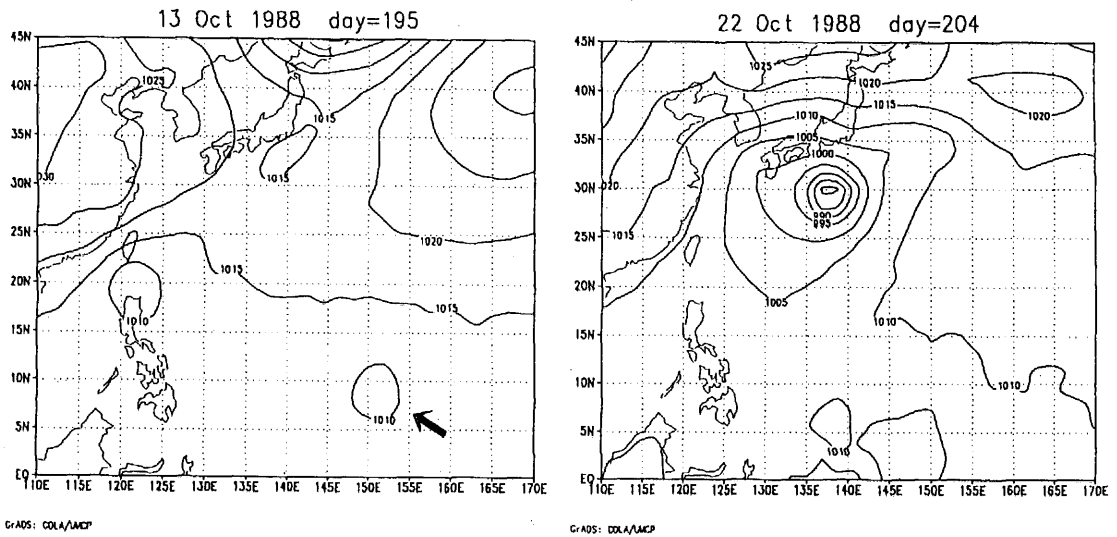 13 Oct 1988 day=195
45N
40N
35N
30N
25N
20N
15N
10N
5N
EQ
110E 115E 120E 125E 130E 135E 140E 145E 150E 155E 160E 165E 170E
1025
1015
030
1015
1020
1015
1015
1010
1010
GrADS: COLA/UMCP
22 Oct 1988 day=204
45N
40N
35N
30N
25N
20N
15N
10N
5N
EQ
110E 115E 120E 125E 130E 135E 140E 145E 150E 155E 160E 165E 170E
1025
1020
1015
1020
1010
1005
1000
020
990
995
1015
1005
1010
1010
1010
GrADS: COLA/UMCP